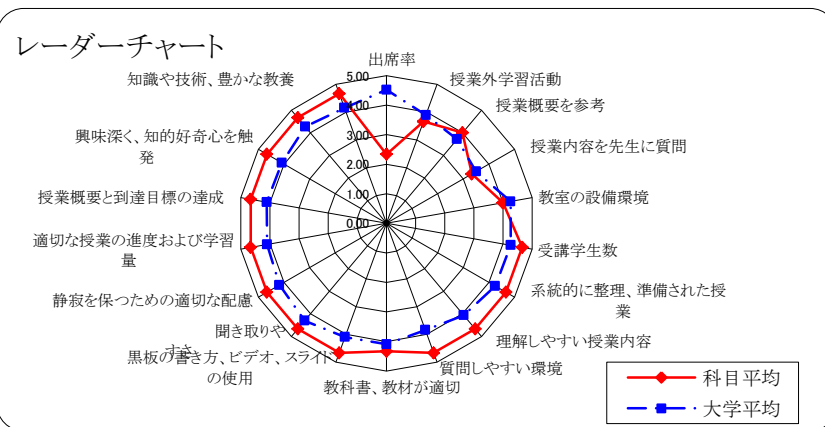 レーダーチャート
出席率
授業外学習活動
授業概要を参考
授業内容を先生に質問
教室の設備環境
受講学生数
系統的に整理、準備された授
業
理解しやすい授業内容
質問しやすい環境
教科書、教材が適切
黒板の書き方、ビデオ、スライド
の使用
聞き取りや
すさ
静寂を保つための適切な配慮
適切な授業の進度および学習
量
授業概要と到達目標の達成
興味深く、知的好奇心を触
発
知識や技術、豊かな教養
5.00
4.00
3.00
2.00
1.00
0.00
科目平均
大学平均